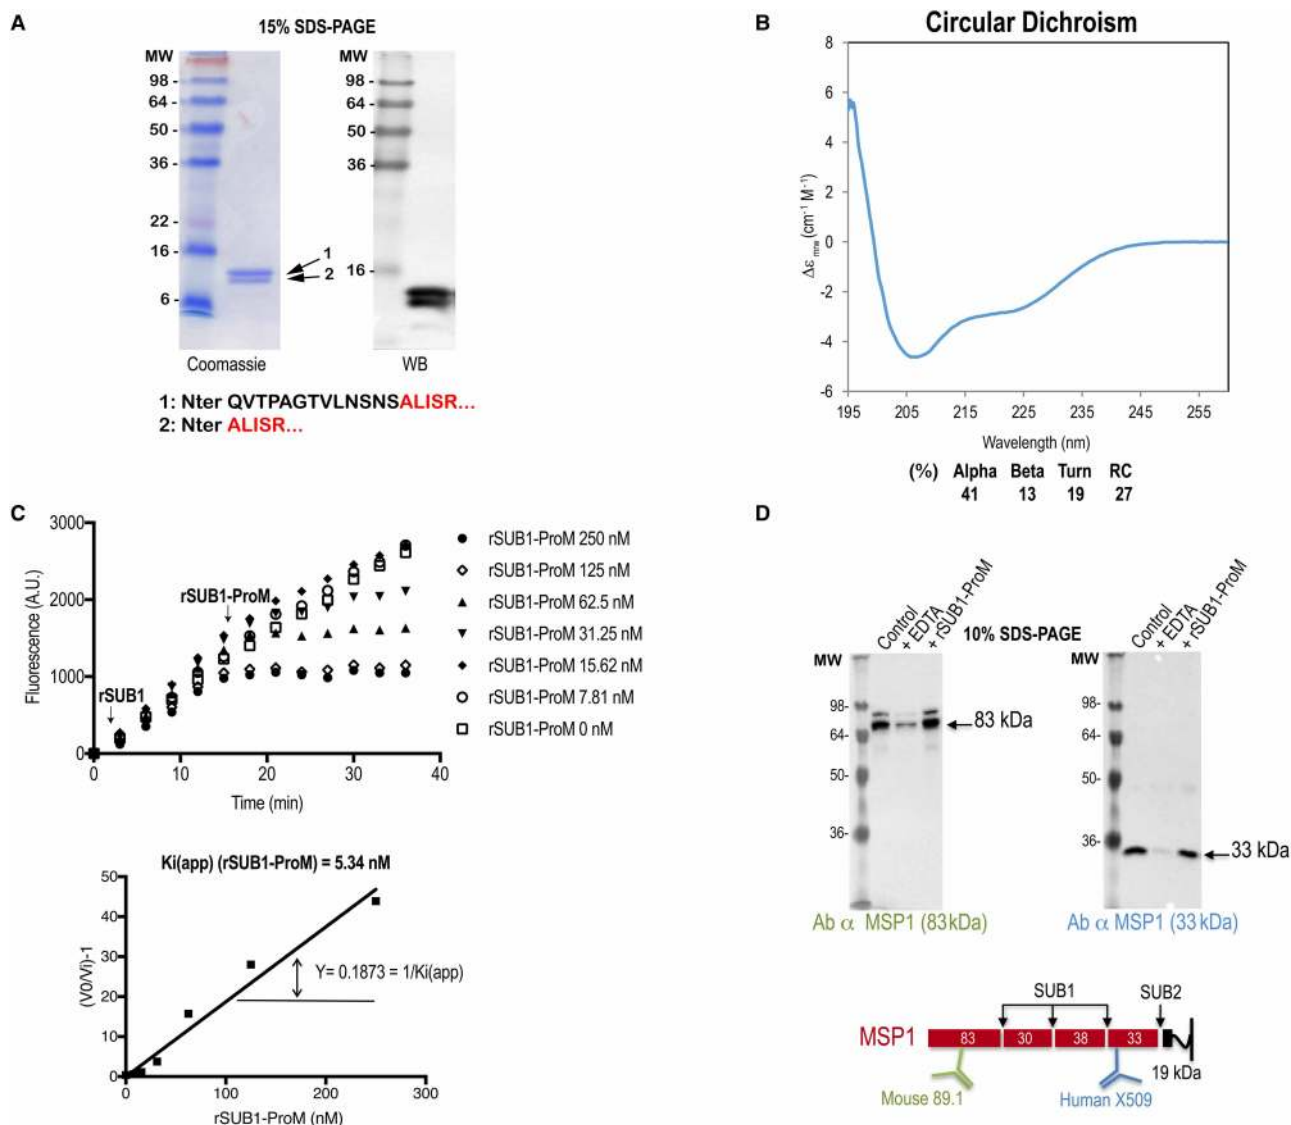 A
15% SDS-PAGE
MW
98 -
64 -
50 -
36 -
22 -
16 -
6 -
1
2
Coomassie
MW
98 -
64 -
50 -
36 -
16 -
WB
1: Nter QVTPAGTVLNSNSALISR...
2: Nter ALISR...
B
Circular Dichroism
8
6
4
2
0
-2
-4
-6
Δε mrw (cm-1 M-1)
195 205 215 225 235 245 255
Wavelength (nm)
(%) Alpha Beta Turn RC
41 13 19 27
C
3000
2000
1000
0
Fluorescence (A.U.)
rSUB1
rSUB1-ProM
0 10 20 30 40
Time (min)
rSUB1-ProM 250 nM
rSUB1-ProM 125 nM
rSUB1-ProM 62.5 nM
rSUB1-ProM 31.25 nM
rSUB1-ProM 15.62 nM
rSUB1-ProM 7.81 nM
rSUB1-ProM 0 nM
Ki(app) (rSUB1-ProM) = 5.34 nM
50
40
30
20
10
0
(V0/Vi)-1
Y= 0.1873 = 1/Ki(app)
0 100 200 300
rSUB1-ProM (nM)
D
Control
+ EDTA
+ rSUB1-ProM
10% SDS-PAGE
MW
98-
64-
50-
36-
83 kDa
Ab α MSP1 (83kDa)
Control
+ EDTA
+ rSUB1-ProM
MW
98-
64-
50-
36-
33 kDa
Ab α MSP1 (33kDa)
SUB1
SUB2
MSP1
83 30 38 33
19 kDa
Mouse 89.1
Human X509